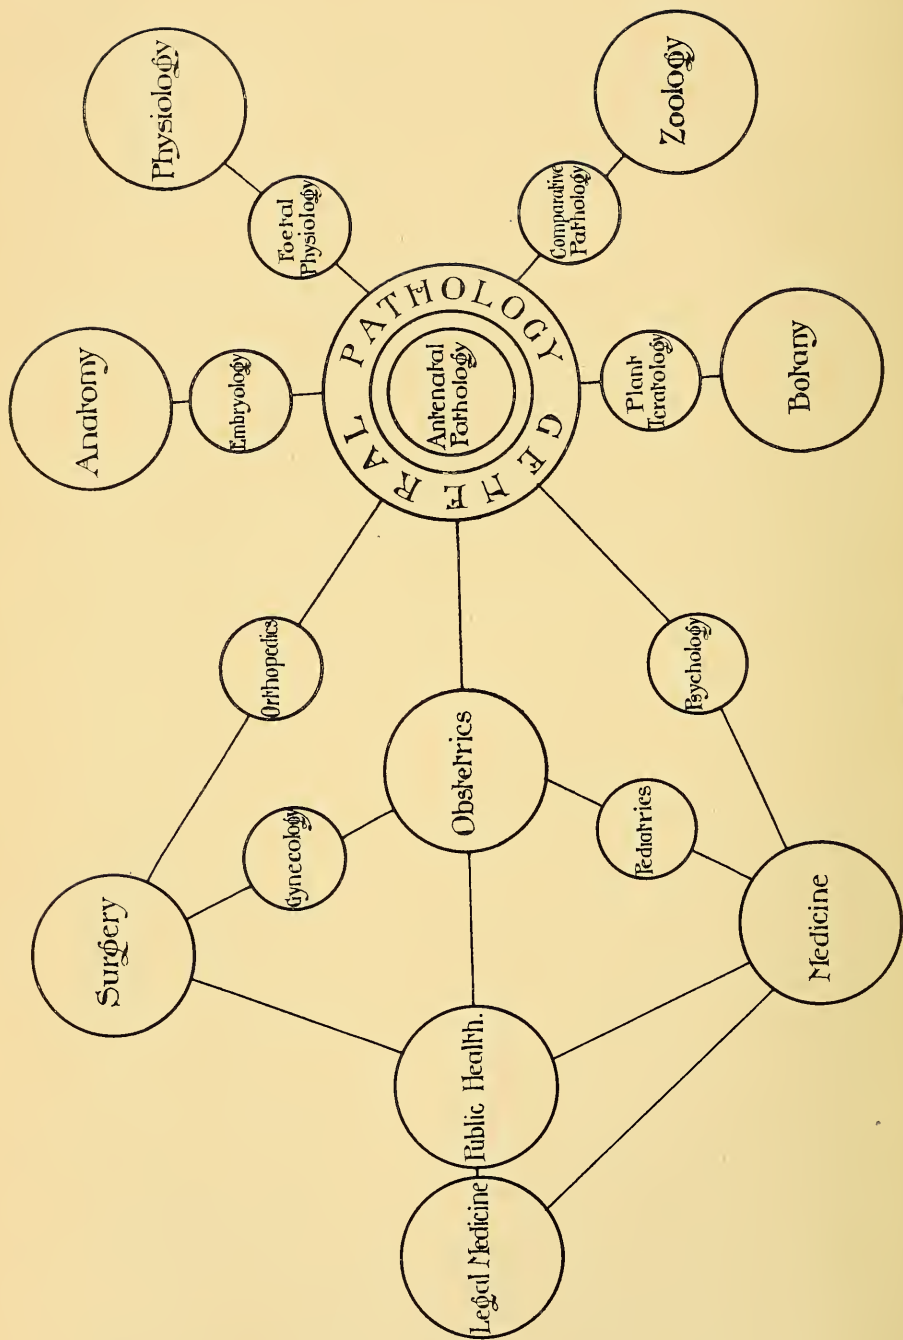 Surgery
Anatomy
Physiology
Gynecology
Orthopedics
Embryology
Foetal
Physiology
Legal Medicine
Public Health.
Obstetrics
GENERAL PATHOLOGY
Antenatal
Pathology
Comparative
Pathology
Zoology
Pediatrics
Psychology
Plant
Teratology
Medicine
Botany